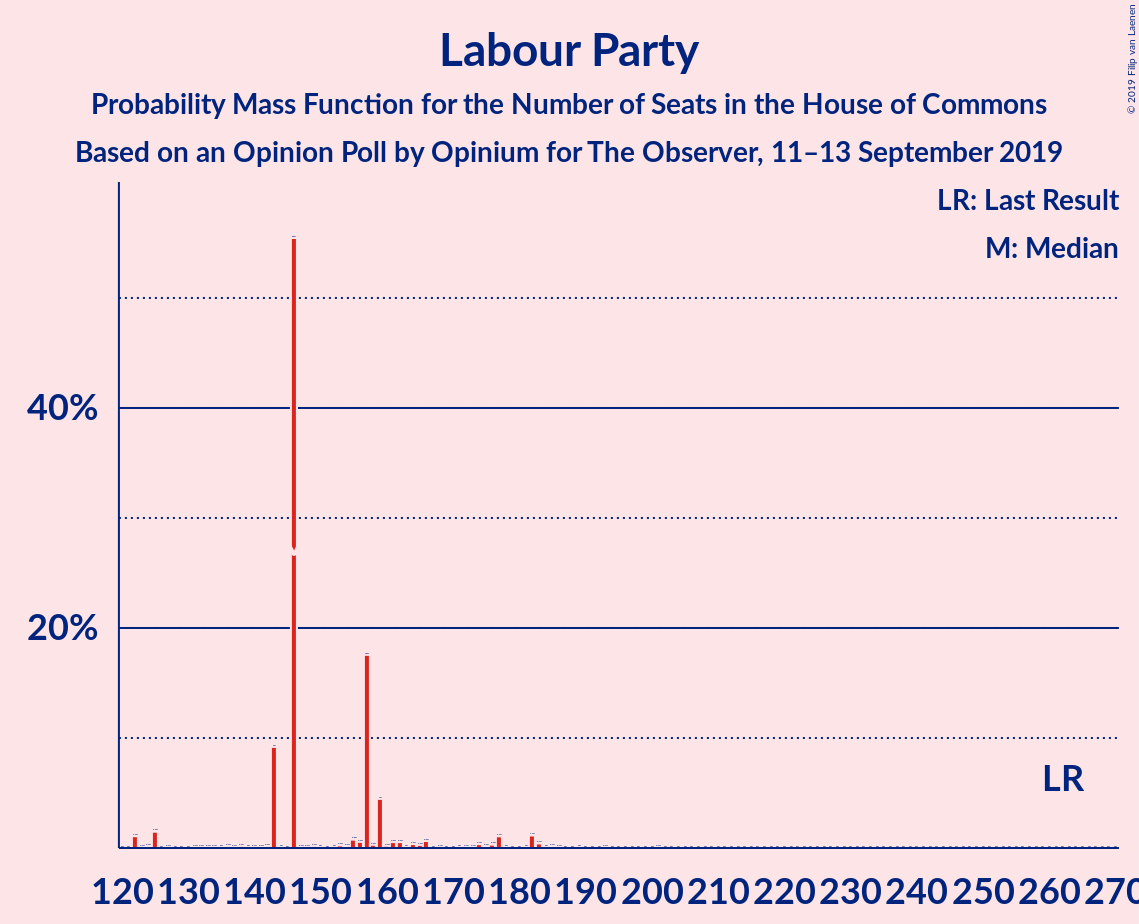 © 2019 Filip van Laenen
Labour Party
Probability Mass Function for the Number of Seats in the House of Commons
Based on an Opinion Poll by Opinium for The Observer, 11–13 September 2019
LR: Last Result
M: Median
40%
20%
LR
120 130 140 150 160 170 180 190 200 210 220 230 240 250 260 270